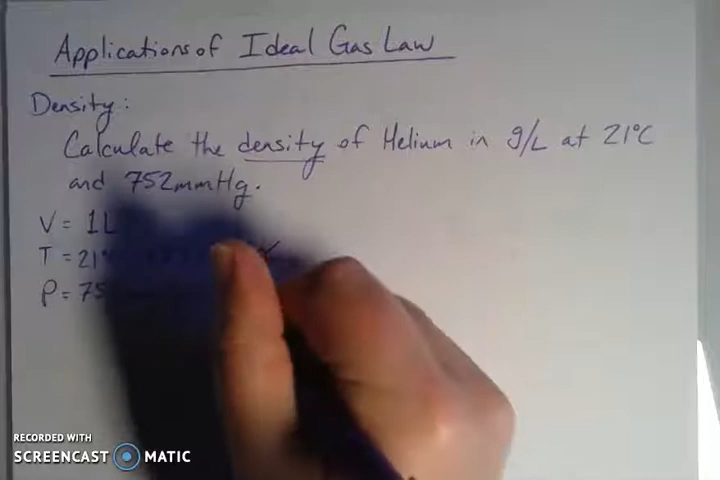 Applications of Ideal Gas Law
Density:
Calculate the density of Helium in g/L at 21°C
and 752mmHg.
V = 1L
T = 21°
P = 75
RECORDED WITH
SCREENCAST MATIC